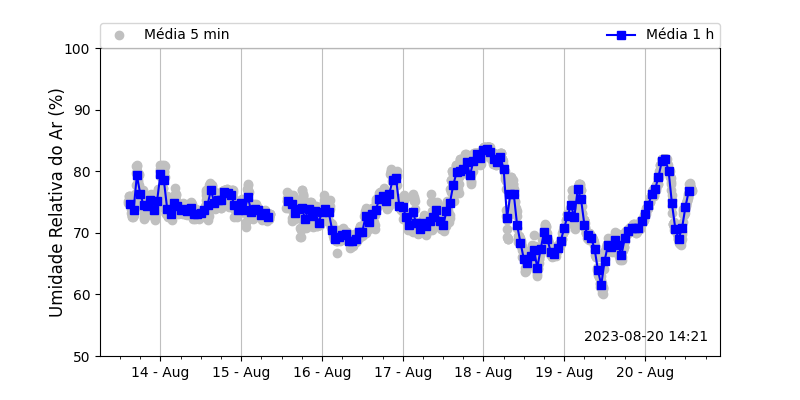 Média 5 min
Média 1 h
Umidade Relativa do Ar (%)
100
90
80
70
60
50
2023-08-20 14:21
14 - Aug
15 - Aug
16 - Aug
17 - Aug
18 - Aug
19 - Aug
20 - Aug